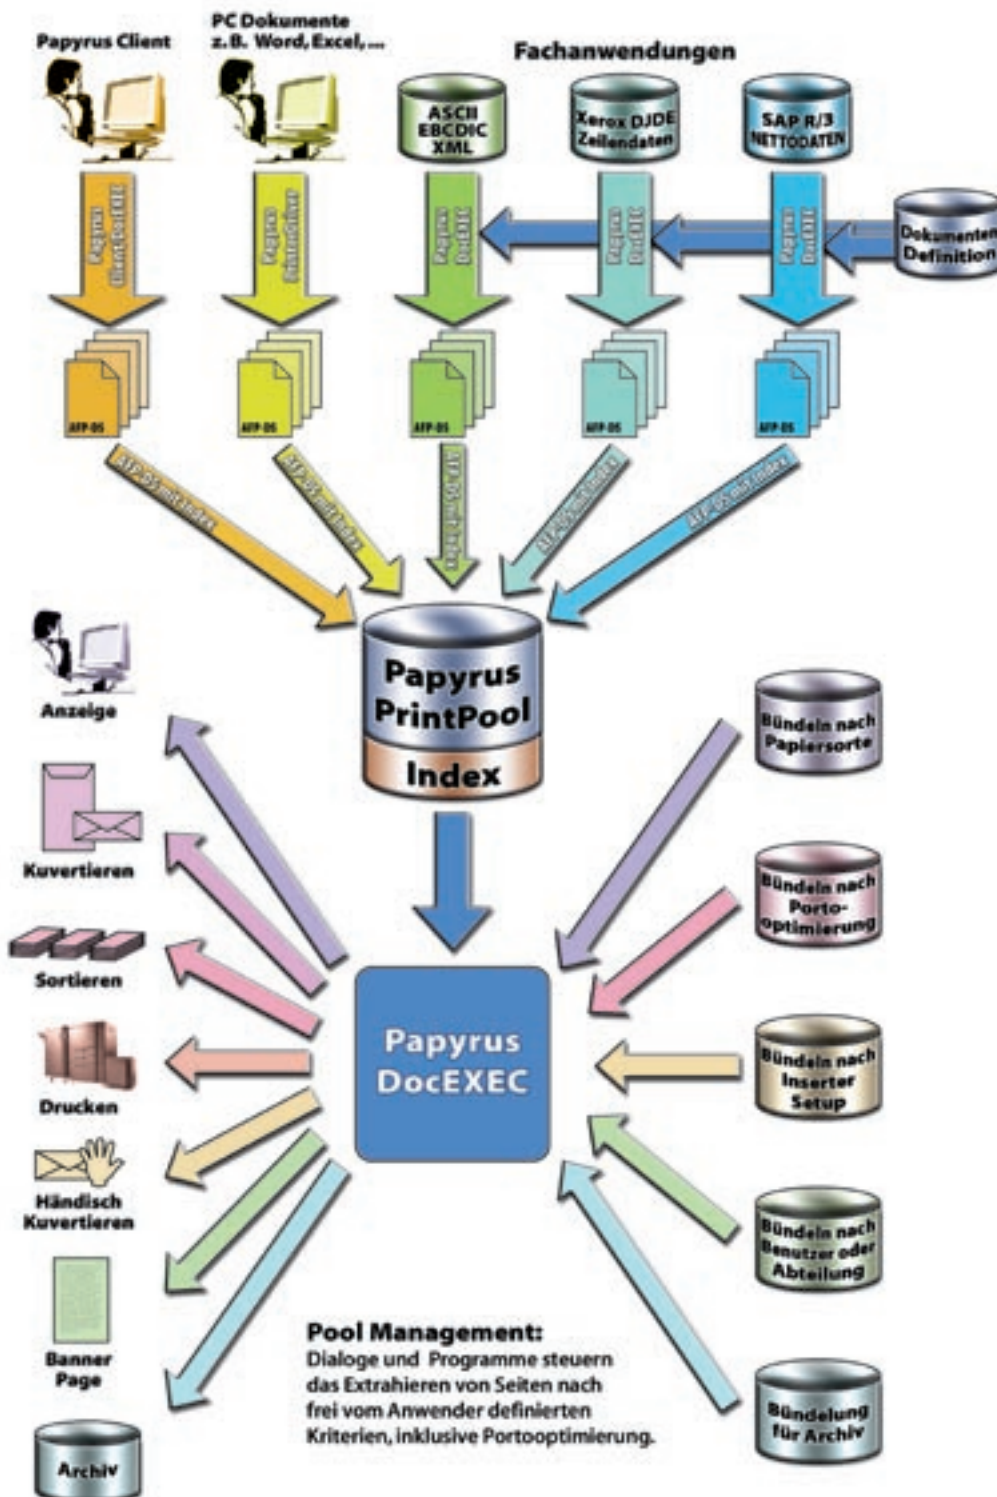 Papyrus Client
PC Dokumente
z. B. Word, Excel, ...
Fachanwendungen
ASCII
EBCDIC
XML
Xerox DJDE
Zeilendaten
SAP R/3
NETTODATEN
Papyrus
Client DocEXEC
Papyrus
Printerdriver
Papyrus
DocEXEC
Papyrus
DocEXEC
Papyrus
DocEXEC
Dokumenten
Definition
AFP-DS
AFP-DS
AFP-DS
AFP-DS
AFP-DS
AFP-DS mit Index
AFP-DS mit Index
AFP-DS mit Index
AFP-DS mit Index
AFP-DS mit Index
Papyrus
PrintPool
Index
Anzeige
Kuvertieren
Sortieren
Drucken
Händisch
Kuvertieren
Banner
Page
Archiv
Papyrus
DocEXEC
Bündeln nach
Papiersorte
Bündeln nach
Porto-
optimierung
Bündeln nach
Inserter
Setup
Bündeln nach
Benutzer oder
Abteilung
Bündelung
für Archiv
Pool Management:
Dialoge und Programme steuern
das Extrahieren von Seiten nach
frei vom Anwender definierten
Kriterien, inklusive Portooptimierung.